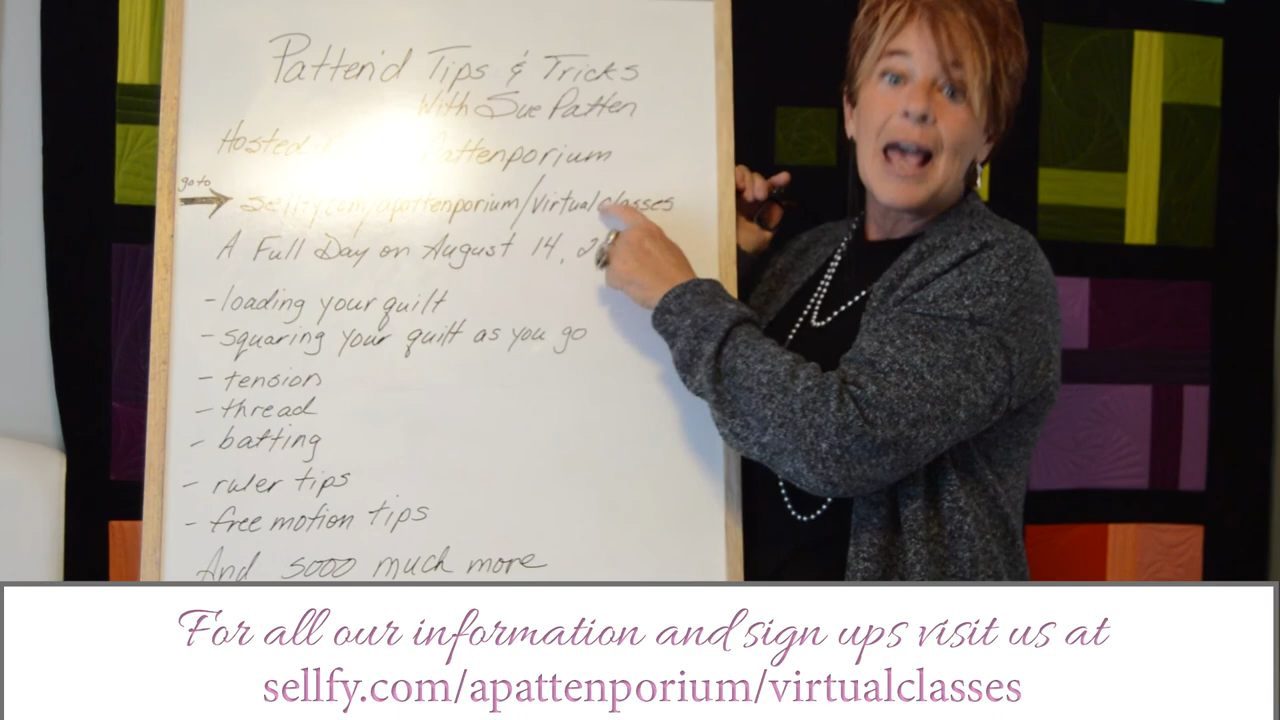 Patten'd Tips & Tricks
With Sue Patten
Hosted Pattenporium
go to
sellfy.com/apattenporium/virtualclasses
A Full Day on August 14, 2
- loading your quilt
- squaring your quilt as you go
- tension
- thread
- batting
- ruler tips
- free motion tips
And sooo much more
For all our information and sign ups visit us at
sellfy.com/apattenporium/virtualclasses